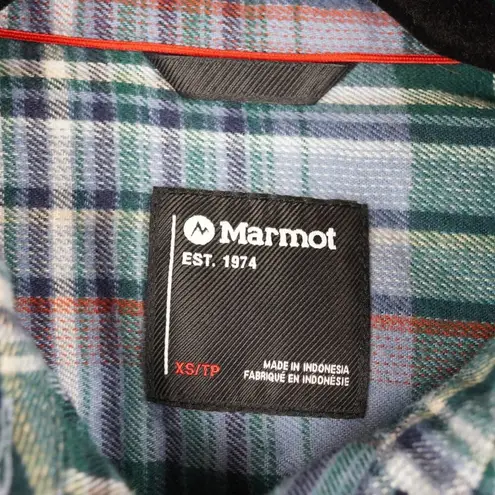 Marmot
EST. 1974
XS/TP
MADE IN INDONESIA
FABRIQUÉ EN INDONÉSIE